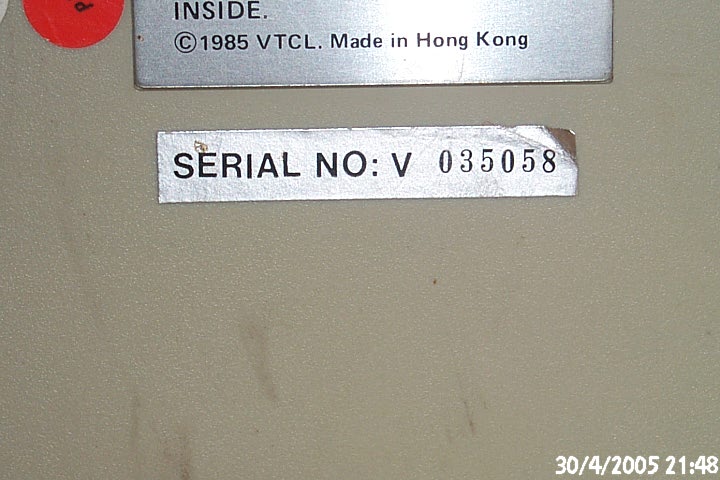 INSIDE.
©1985 VTCL. Made in Hong Kong
SERIAL NO: V 035058
30/4/2005 21:48